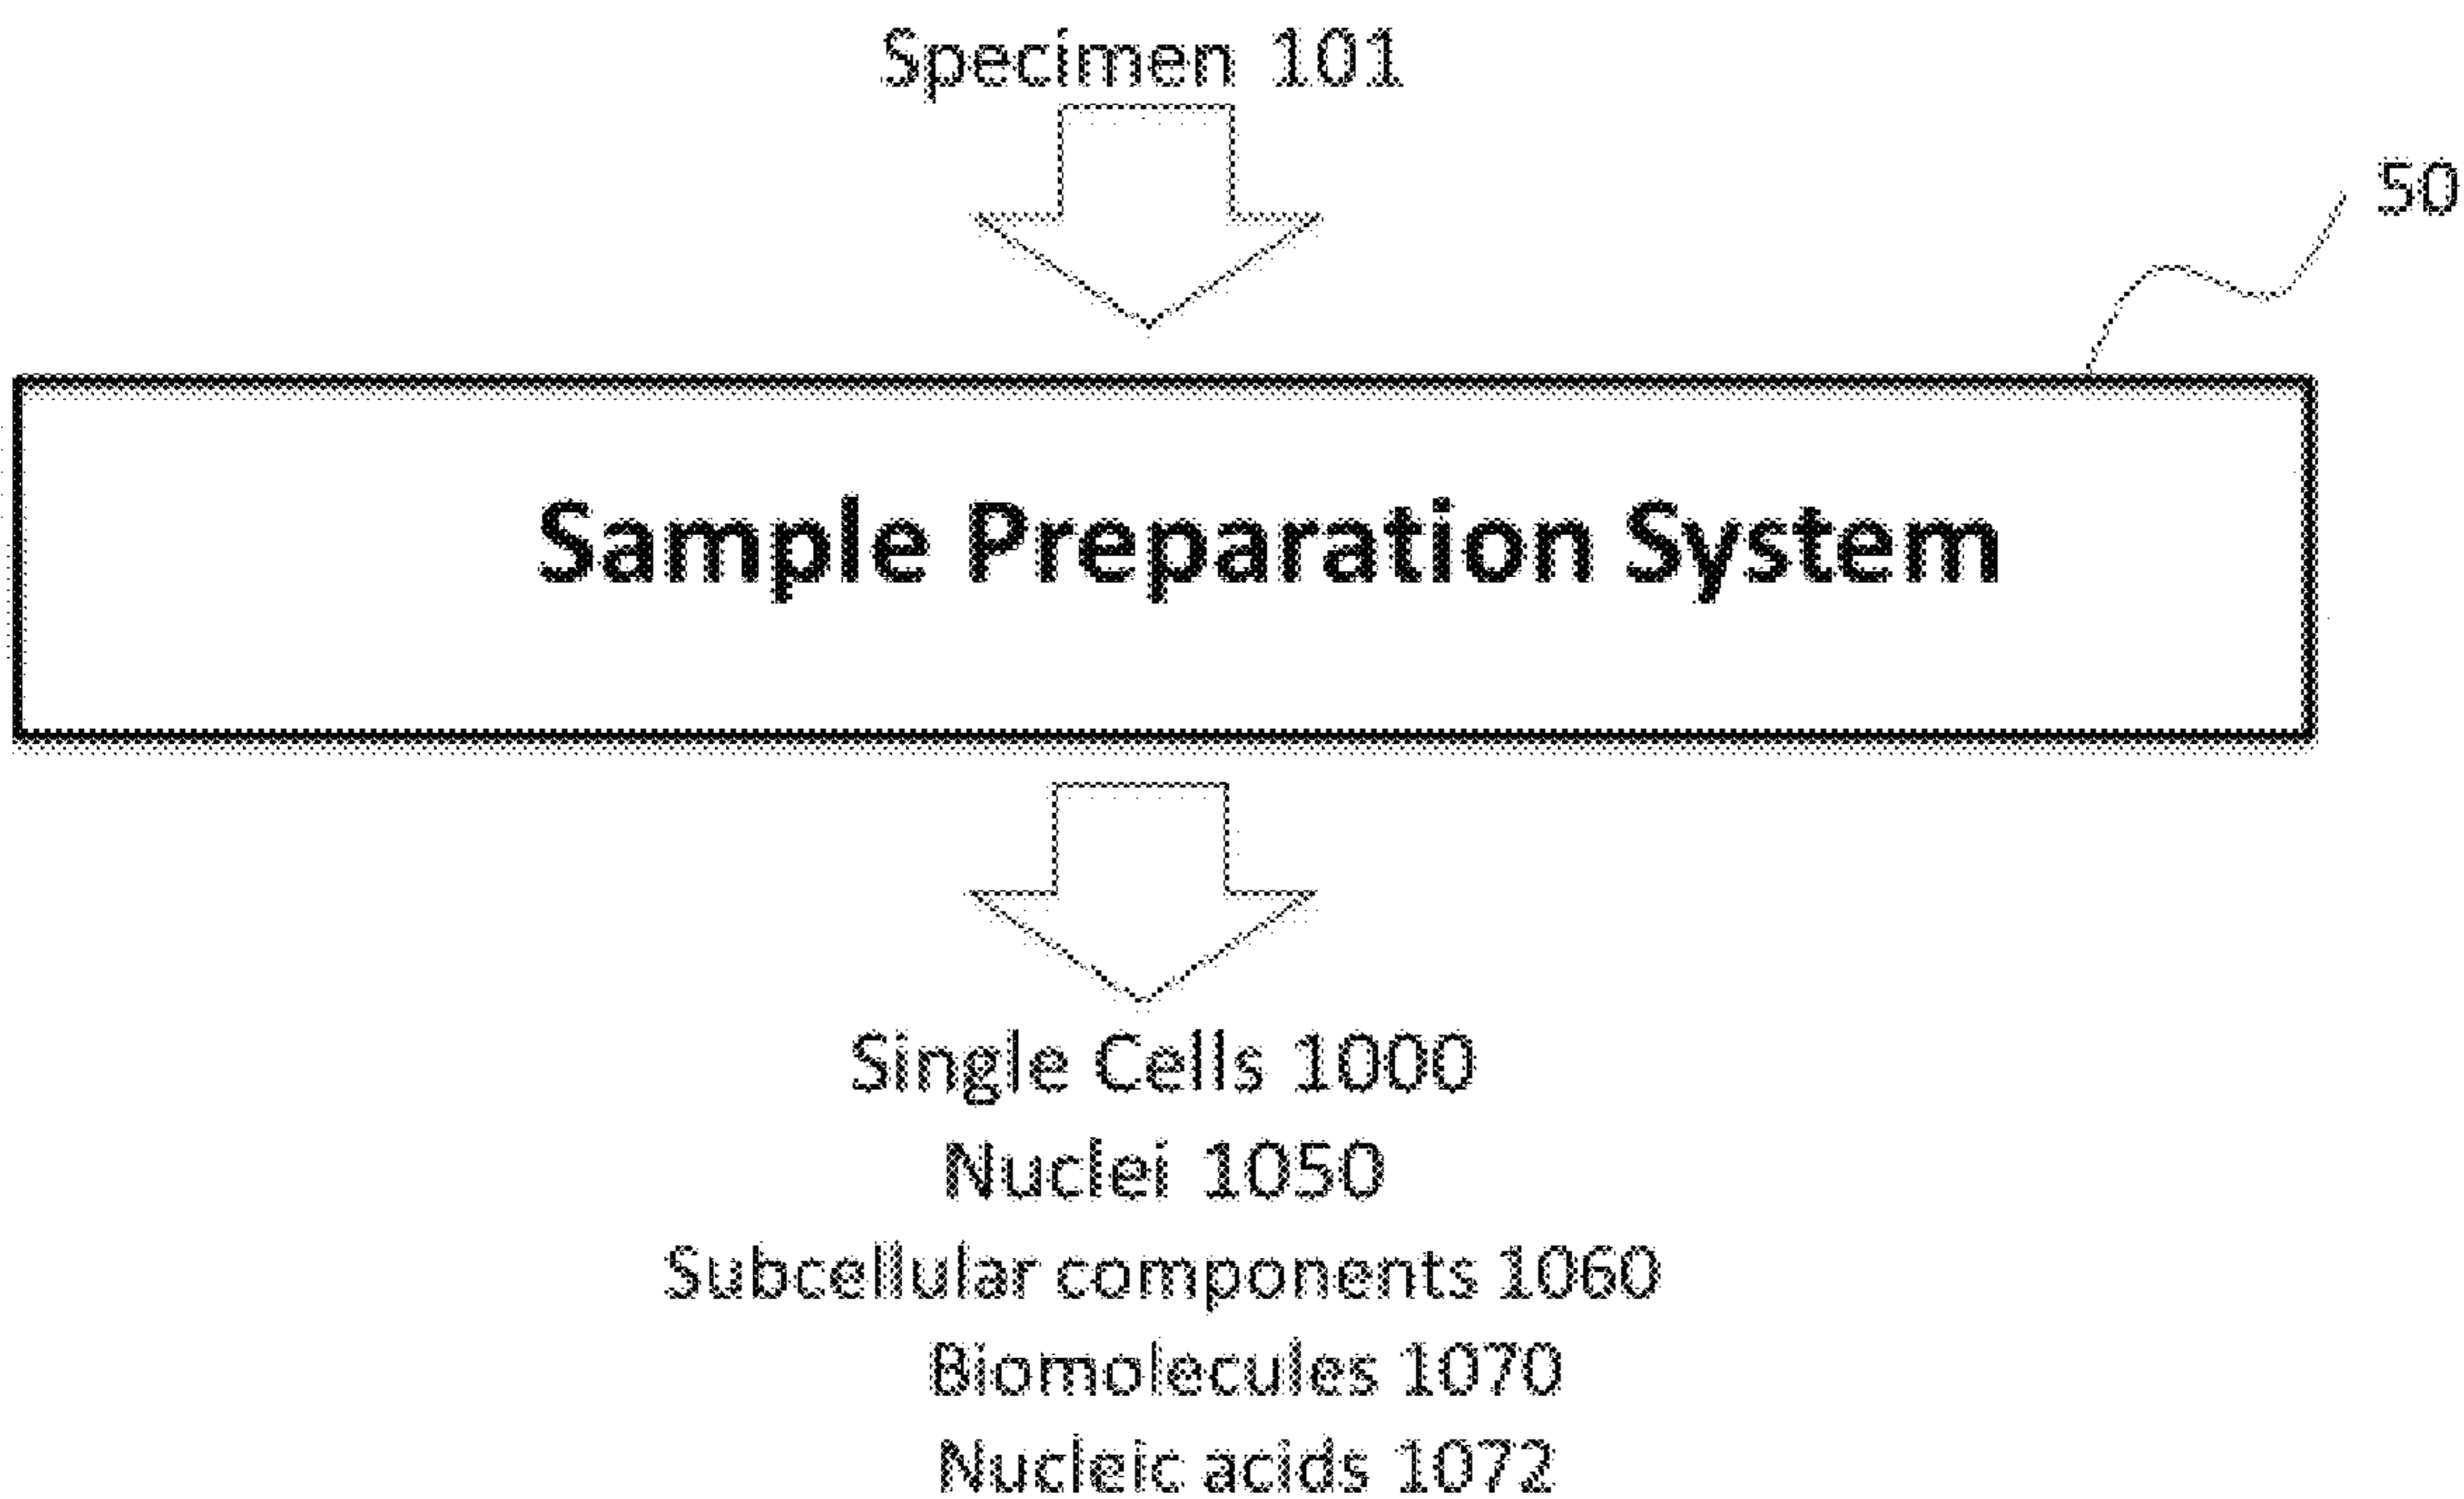 Specimen 101
50
Sample Preparation System
Single Cells 1000
Nuclei 1050
Subcellular components 1060
Biomolecules 1070
Nucleic acids 1072